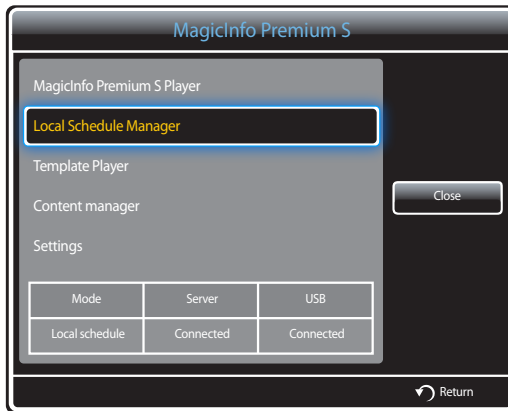 MagicInfo Premium S
MagicInfo Premium S Player
Local Schedule Manager
Template Player
Content manager
Settings
Close
Mode Server USB
Local schedule Connected Connected
Return